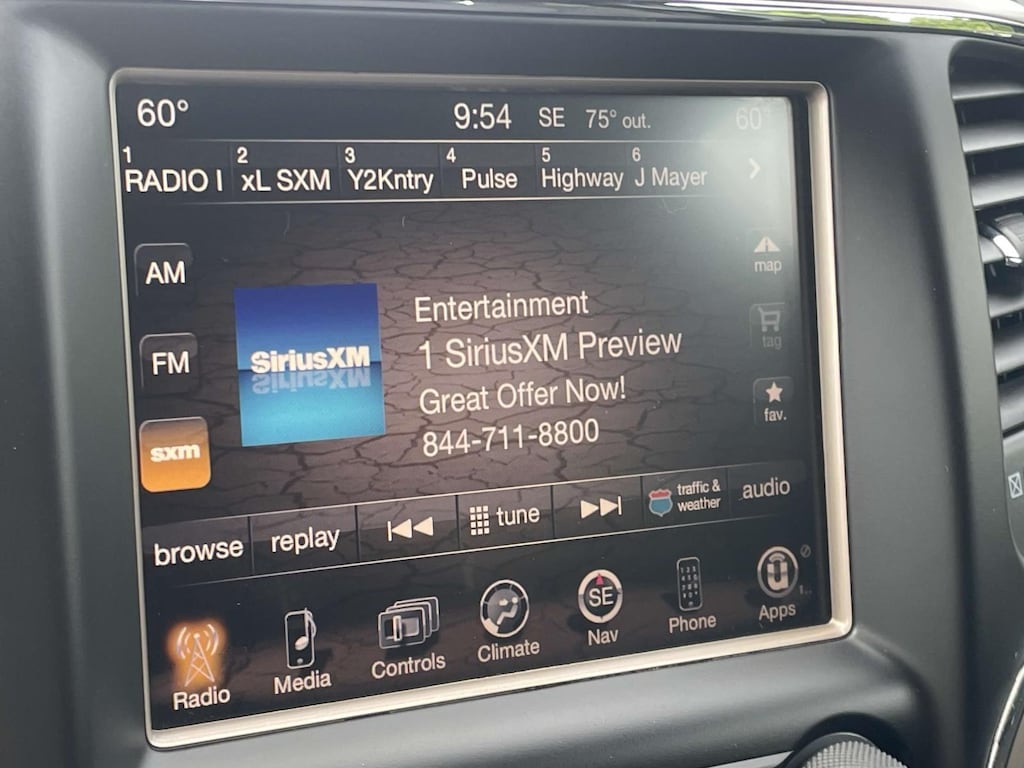 60° 9:54 SE 75° out. 60°
1 2 3 4 5 6
RADIO I xL SXM Y2Kntry Pulse Highway J Mayer
AM
FM
sxm
SiriusXM
Entertainment
1 SiriusXM Preview
Great Offer Now!
844-711-8800
map
tag
fav.
browse replay tune traffic & weather audio
Radio Media Controls Climate SE Nav Phone Apps